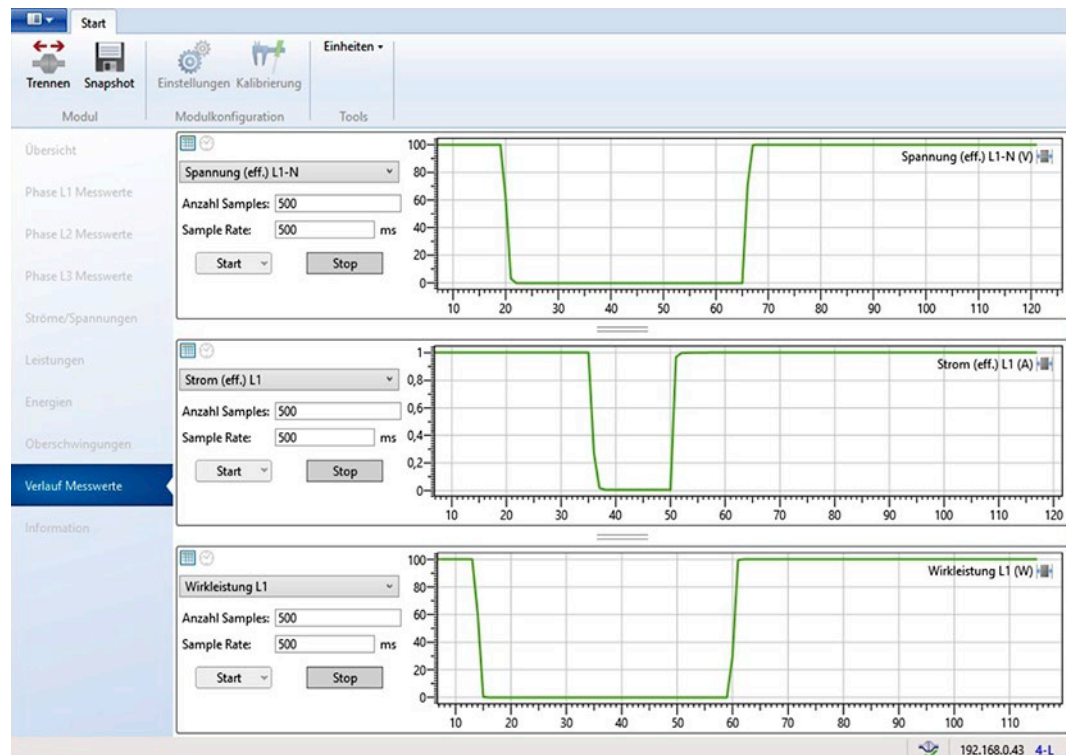 Start
Trennen Snapshot Einstellungen Kalibrierung Einheiten
Modul Modulkonfiguration Tools
Übersicht
Phase L1 Messwerte
Phase L2 Messwerte
Phase L3 Messwerte
Ströme/Spannungen
Leistungen
Energien
Oberschwingungen
Verlauf Messwerte
Information
Spannung (eff.) L1-N
Anzahl Samples: 500
Sample Rate: 500 ms
Start Stop
Spannung (eff.) L1-N (V)
100
80
60
40
20
0
10 20 30 40 50 60 70 80 90 100 110 120
Strom (eff.) L1
Anzahl Samples: 500
Sample Rate: 500 ms
Start Stop
Strom (eff.) L1 (A)
1
0,8
0,6
0,4
0,2
0
10 20 30 40 50 60 70 80 90 100 110 120
Wirkleistung L1
Anzahl Samples: 500
Sample Rate: 500 ms
Start Stop
Wirkleistung L1 (W)
100
80
60
40
20
0
10 20 30 40 50 60 70 80 90 100 110
192.168.0.43 4-L